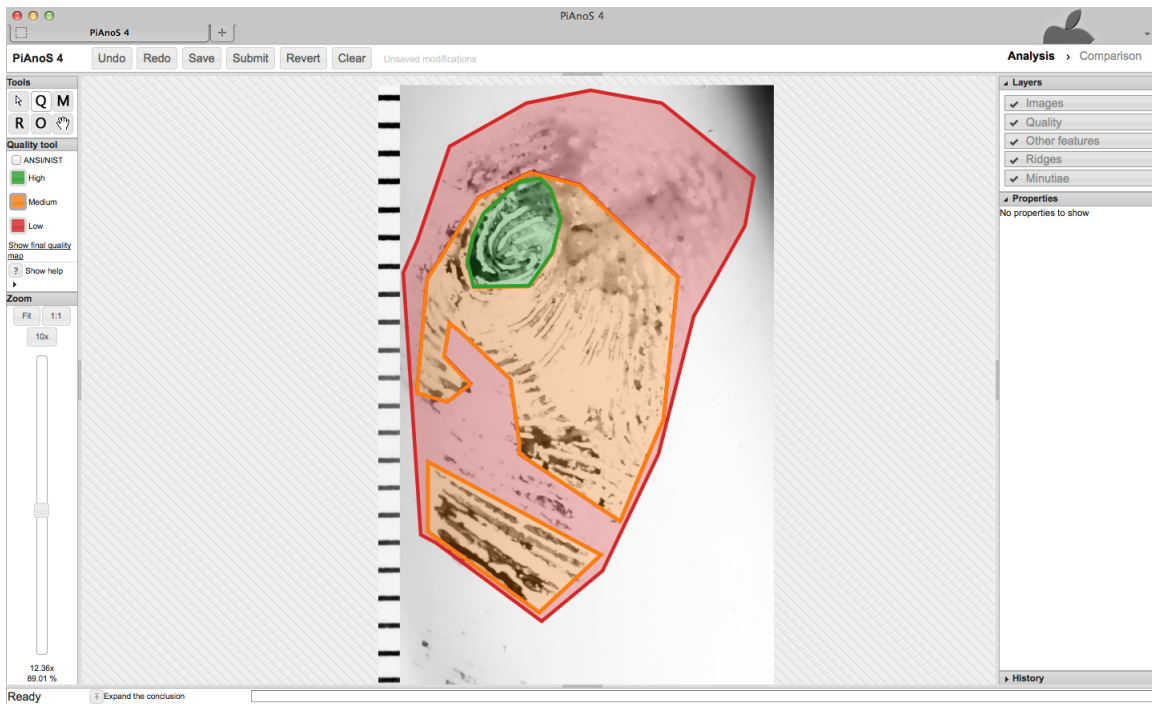 PiAnoS 4
PiAnoS 4
PiAnoS 4 Undo Redo Save Submit Revert Clear Unsaved modifications Analysis › Comparison
Tools
Q M
R O
Quality tool
ANSI/NIST
High
Medium
Low
Show final quality
map
? Show help
Zoom
Fit 1:1
10x
12.36x
89.01 %
Layers
Images
Quality
Other features
Ridges
Minutiae
Properties
No properties to show
History
Ready Expand the conclusion